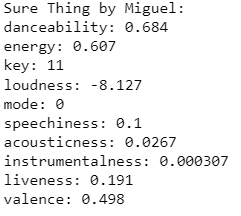 Sure Thing by Miguel:
danceability: 0.684
energy: 0.607
key: 11
loudness: -8.127
mode: 0
speechiness: 0.1
acousticness: 0.0267
instrumentalness: 0.000307
liveness: 0.191
valence: 0.498